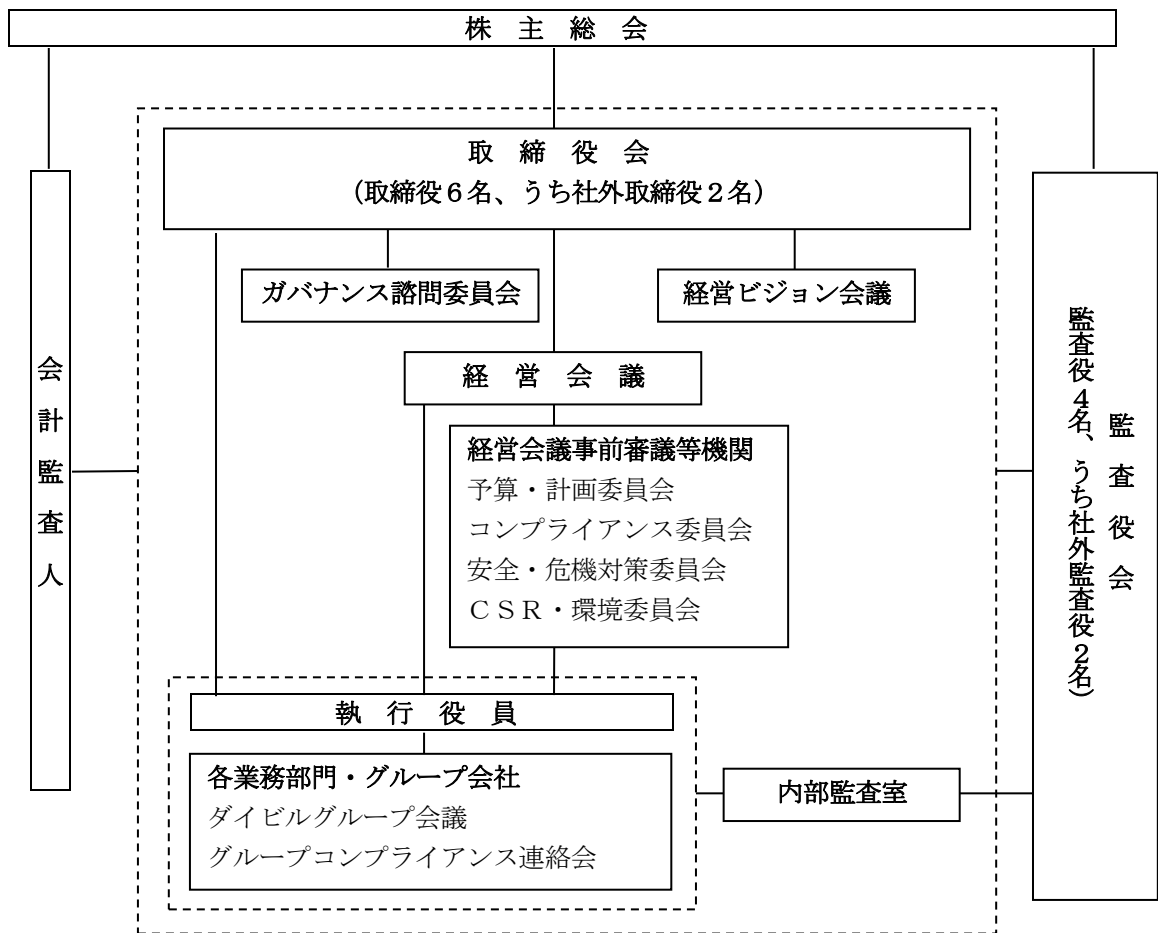 株 主 総 会
取 締 役 会
(取締役6名、うち社外取締役2名)
ガバナンス諮問委員会
経営ビジョン会議
経 営 会 議
経営会議事前審議等機関
予算・計画委員会
コンプライアンス委員会
安全・危機対策委員会
CSR・環境委員会
執 行 役 員
各業務部門・グループ会社
ダイビルグループ会議
グループコンプライアンス連絡会
内部監査室
会計監査人
監 査 役 会
監査役4名、うち社外監査役2名)